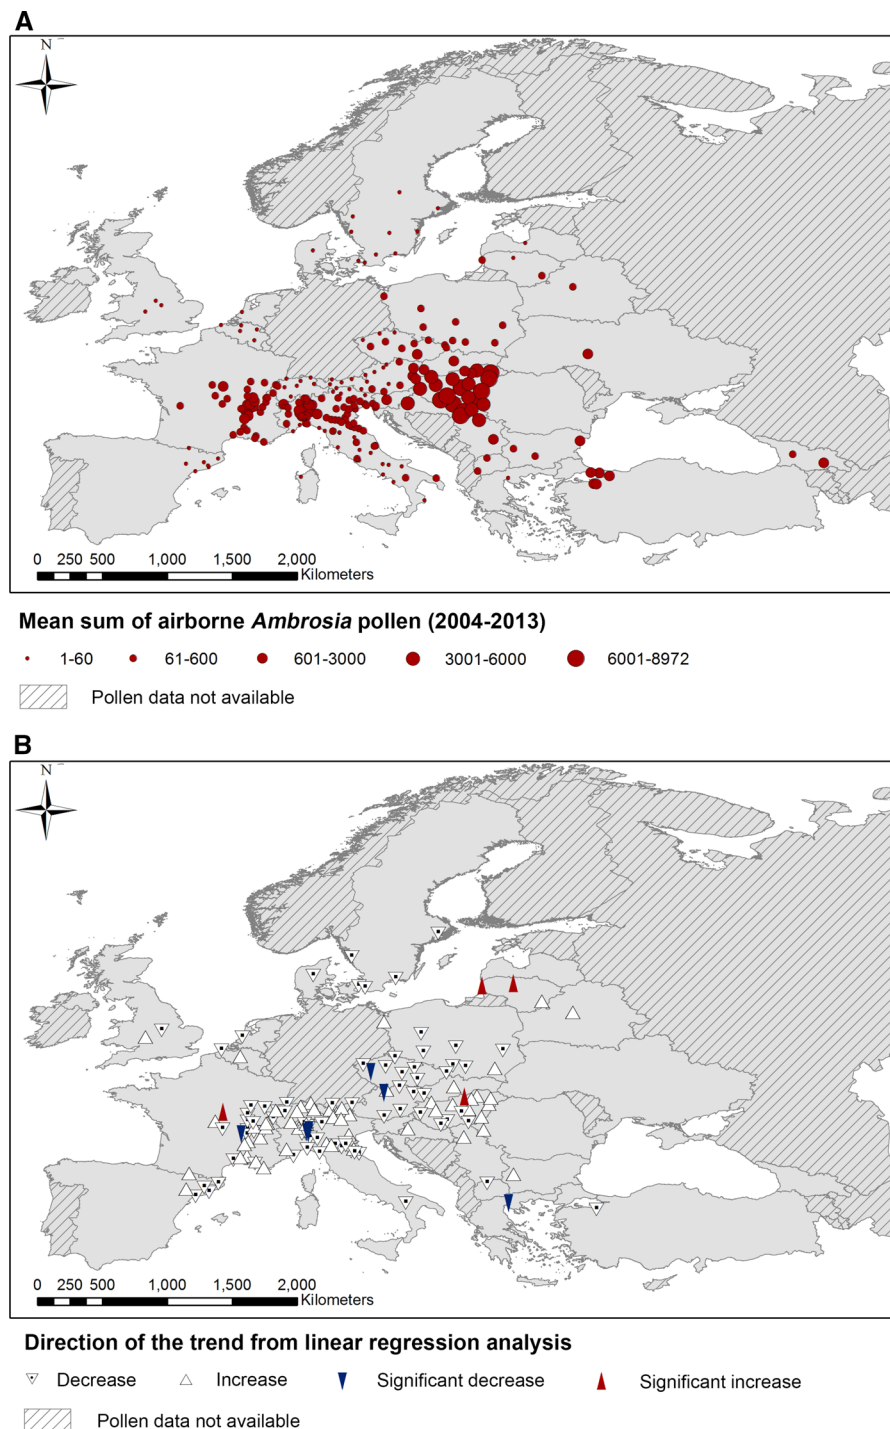 A
N
0 250 500 1,000 1,500 2,000
Kilometers
Mean sum of airborne Ambrosia pollen (2004-2013)
1-60 61-600 601-3000 3001-6000 6001-8972
Pollen data not available
B
N
0 250 500 1,000 1,500 2,000
Kilometers
Direction of the trend from linear regression analysis
Decrease Increase Significant decrease Significant increase
Pollen data not available